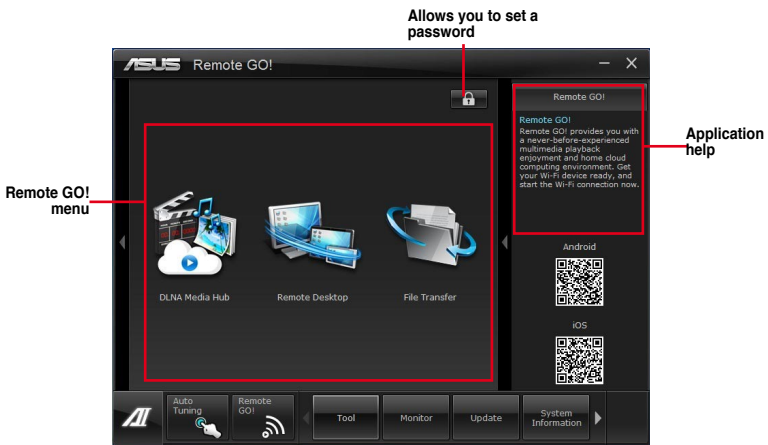 Allows you to set a
password
ASUS Remote GO!
Remote GO!
Remote GO!
Remote GO! provides you with
a never-before-experienced
multimedia playback
enjoyment and home cloud
computing environment. Get
your Wi-Fi device ready, and
start the Wi-Fi connection now.
Application
help
Remote GO!
menu
DLNA Media Hub
Remote Desktop
File Transfer
Android
iOS
AI
Auto
Tuning
Remote
GO!
Tool
Monitor
Update
System
Information